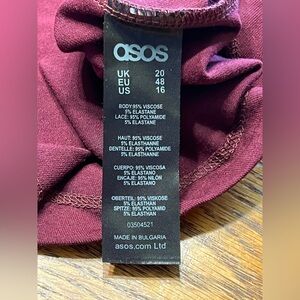 asos
UK 20
EU 48
US 16
BODY:95% VISCOSE
5% ELASTANE
LACE: 95% POLYAMIDE
5% ELASTANE
HAUT: 95% VISCOSE
5% ELASTHANNE
DENTELLE: 95% POLYAMIDE
5% ELASTHANNE
CUERPO: 95% VISCOSA
5% ELASTANO
ENCAJE: 95% NILÓN
5% ELASTANO
OBERTEIL: 95% VISKOSE
5% ELASTHAN
SPITZE: 95% POLYAMID
5% ELASTHAN
03504521
MADE IN BULGARIA
asos.com Ltd